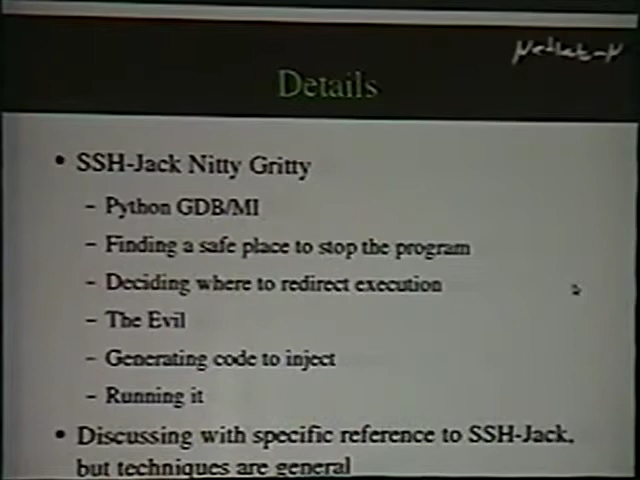 Details
• SSH-Jack Nitty Gritty
– Python GDB/MI
– Finding a safe place to stop the program
– Deciding where to redirect execution
– The Evil
– Generating code to inject
– Running it
• Discussing with specific reference to SSH-Jack,
but techniques are general